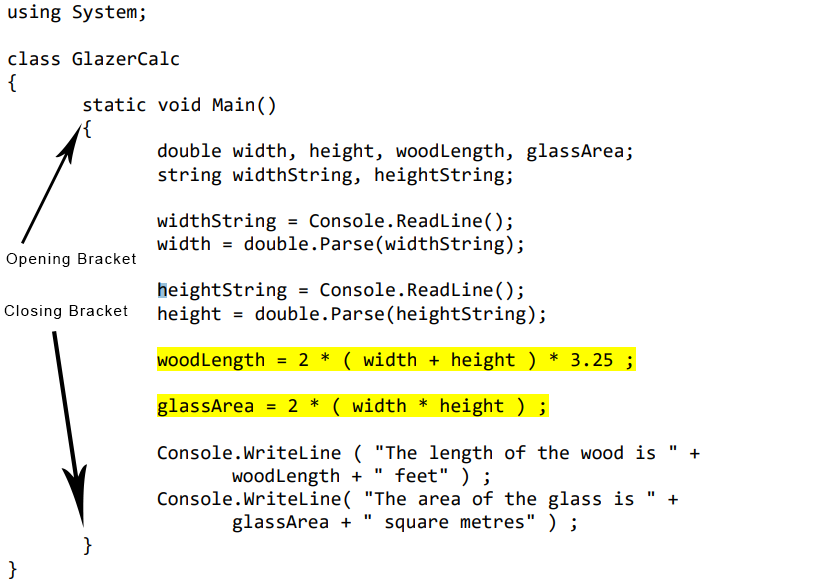 using System;
class GlazerCalc
{
static void Main()
{
double width, height, woodLength, glassArea;
string widthString, heightString;
widthString = Console.ReadLine();
width = double.Parse(widthString);
Opening Bracket
heightString = Console.ReadLine();
Closing Bracket
height = double.Parse(heightString);
woodLength = 2 * ( width + height ) * 3.25 ;
glassArea = 2 * ( width * height ) ;
Console.WriteLine ( "The length of the wood is " +
woodLength + " feet" ) ;
Console.WriteLine( "The area of the glass is " +
glassArea + " square metres" ) ;
}
}